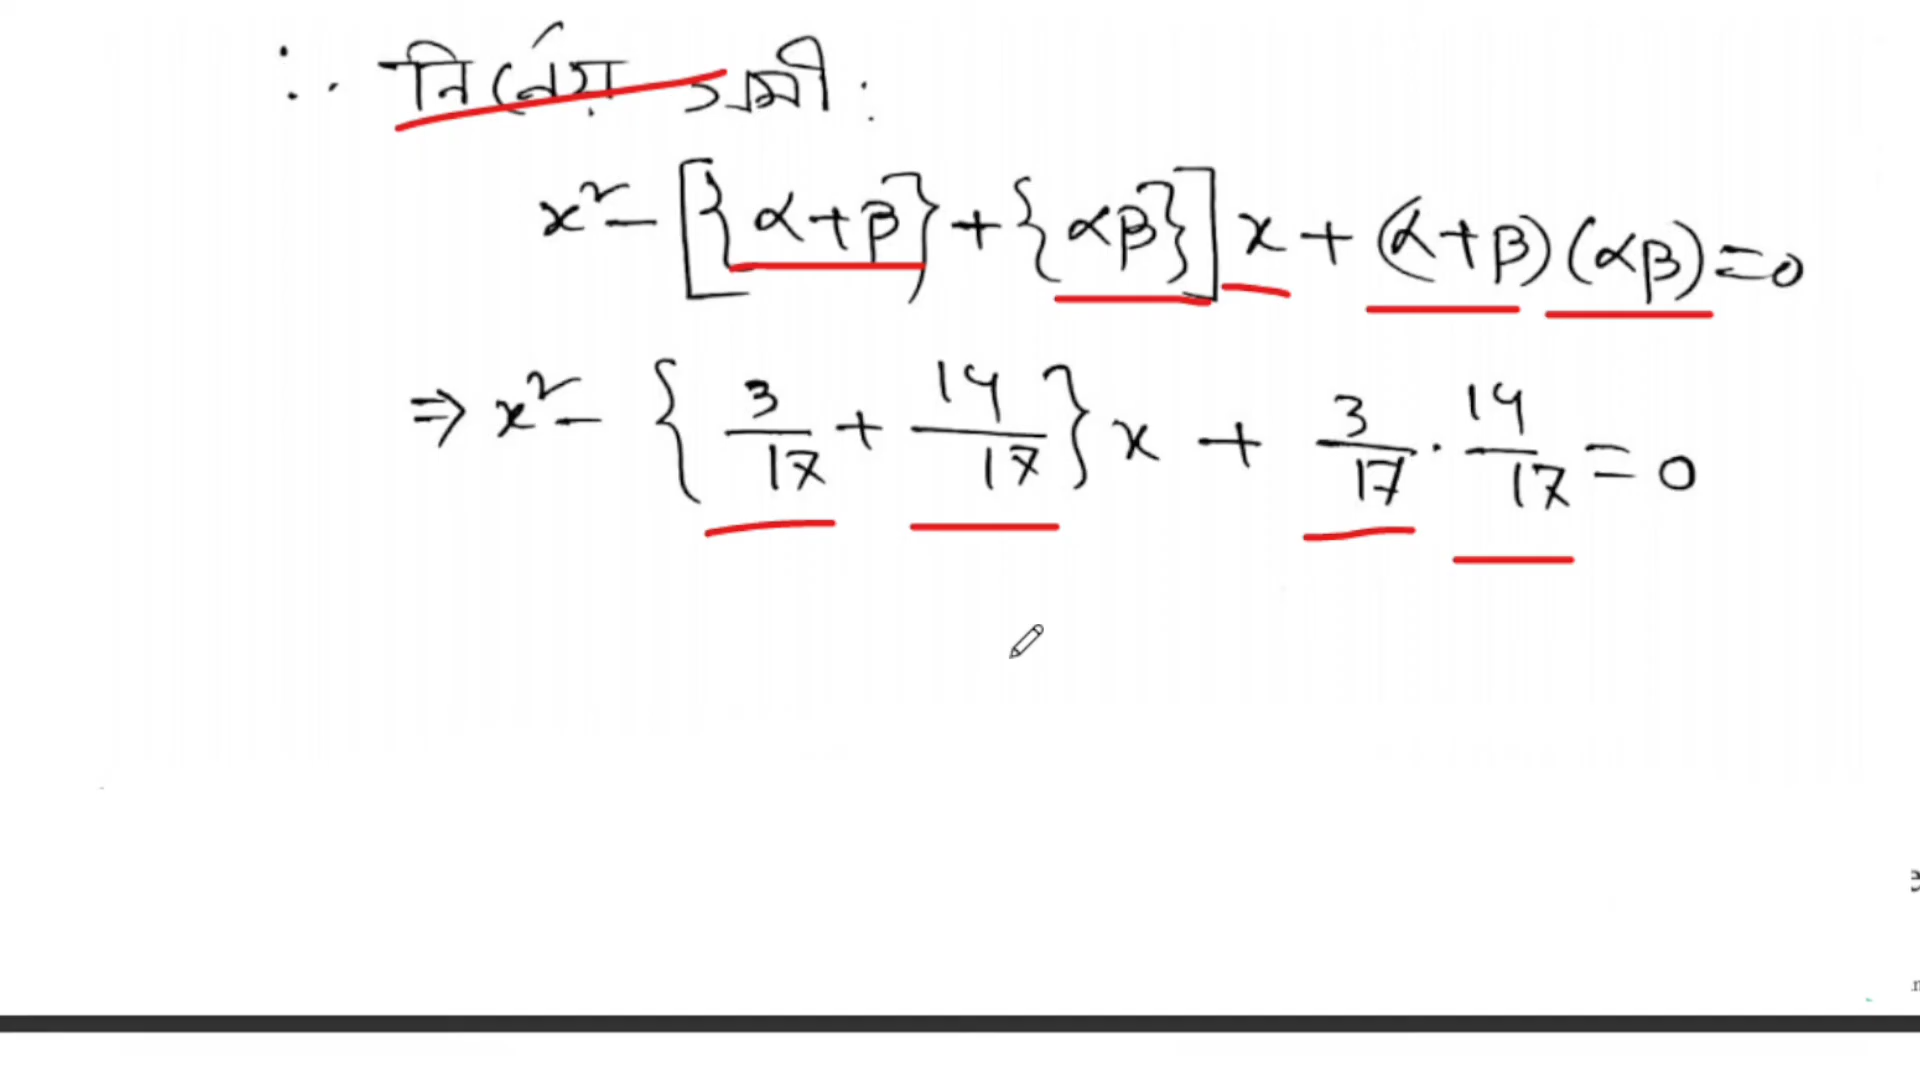 ∴ নির্ণেয় সমী:
x² - [{α+β} + {αβ}] x + (α+β) (αβ) = 0
⇒ x² - {3/17 + 14/17} x + 3/17 · 14/17 = 0